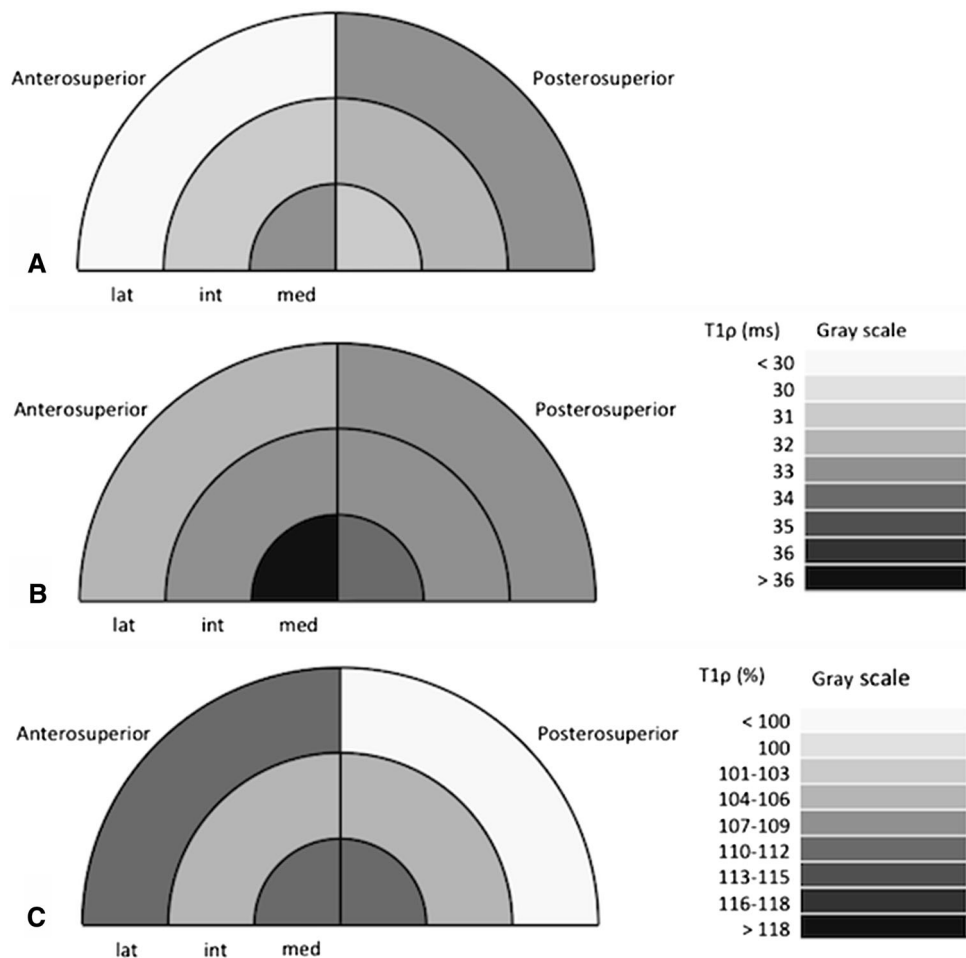 Anterosuperior Posterosuperior
A
lat int med
T1ρ (ms) Gray scale
< 30
30
31
32
33
34
35
36
> 36
Anterosuperior Posterosuperior
B
lat int med
T1ρ (%) Gray scale
< 100
100
101-103
104-106
107-109
110-112
113-115
116-118
> 118
Anterosuperior Posterosuperior
C
lat int med